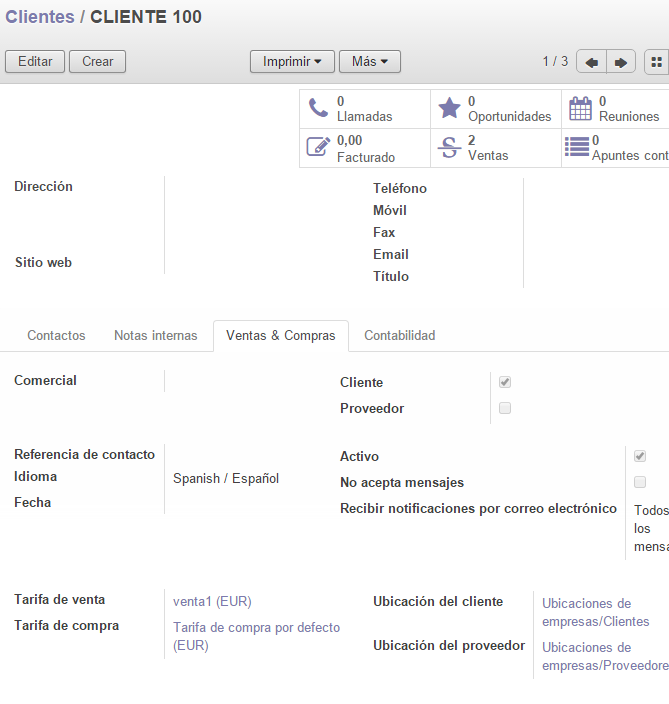 Clientes / CLIENTE 100
Editar Crear Imprimir Más 1 / 3
0 Llamadas
0 Oportunidades
0 Reuniones
0,00 Facturado
2 Ventas
0 Apuntes cont
Dirección
Sitio web
Teléfono
Móvil
Fax
Email
Título
Contactos Notas internas Ventas & Compras Contabilidad
Comercial
Cliente
Proveedor
Referencia de contacto
Idioma Spanish / Español
Fecha
Activo
No acepta mensajes
Recibir notificaciones por correo electrónico Todos
los
mensa
Tarifa de venta venta1 (EUR)
Tarifa de compra Tarifa de compra por defecto
(EUR)
Ubicación del cliente Ubicaciones de
empresas/Clientes
Ubicación del proveedor Ubicaciones de
empresas/Proveedore